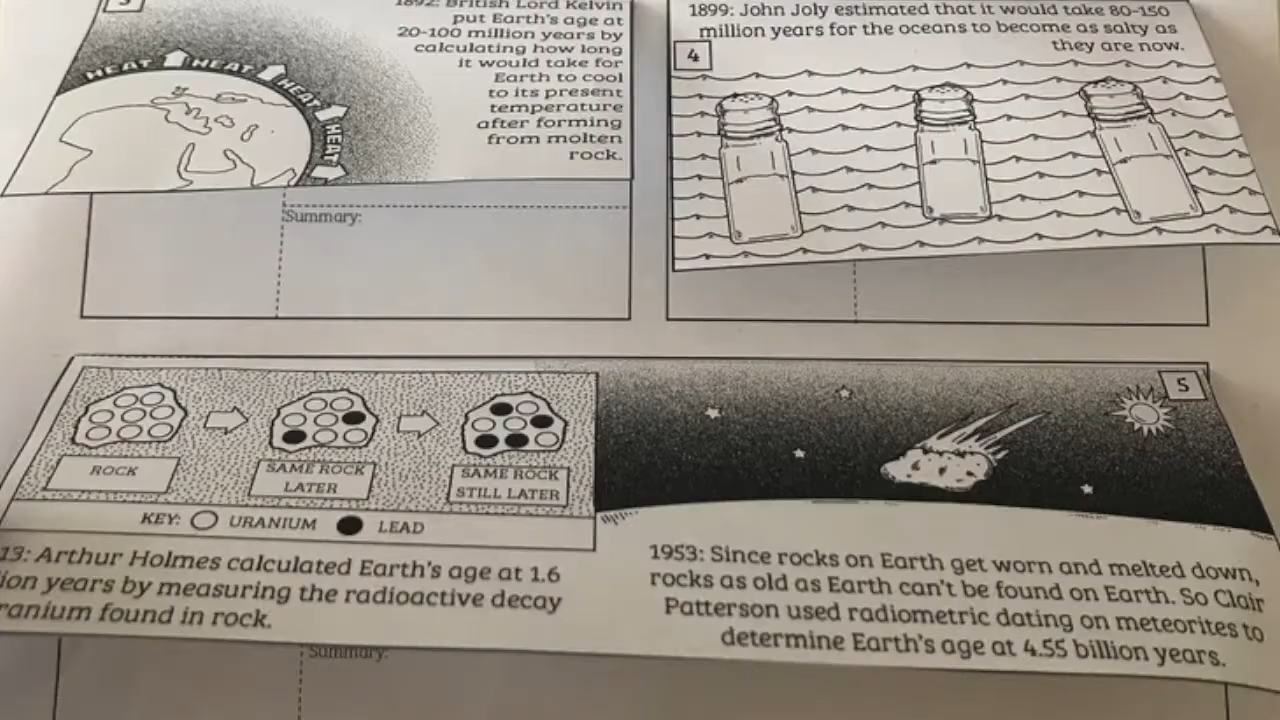 3
1892: British Lord Kelvin
put Earth's age at
20-100 million years by
calculating how long
it would take for
Earth to cool
to its present
temperature
after forming
from molten
rock.
HEAT HEAT HEAT HEAT
Summary:
1899: John Joly estimated that it would take 80-150
million years for the oceans to become as salty as
they are now.
4
ROCK
SAME ROCK
LATER
SAME ROCK
STILL LATER
KEY: URANIUM LEAD
13: Arthur Holmes calculated Earth's age at 1.6
ion years by measuring the radioactive decay
ranium found in rock.
5
1953: Since rocks on Earth get worn and melted down,
rocks as old as Earth can't be found on Earth. So Clair
Patterson used radiometric dating on meteorites to
determine Earth's age at 4.55 billion years.
Summary: